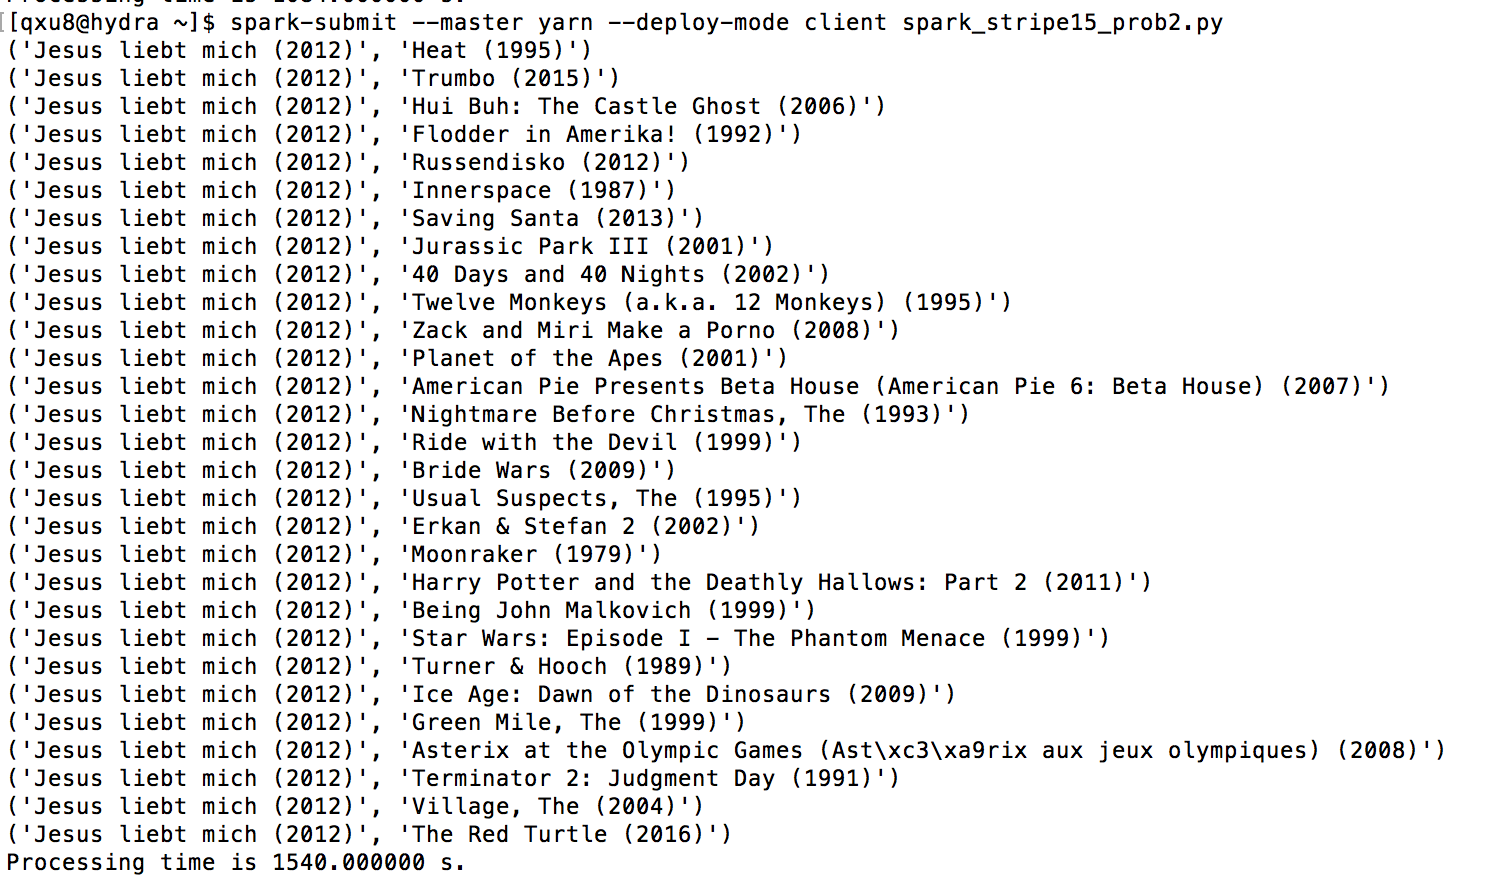 Processing time is 1084.000000 s.
[[qxu8@hydra ~]$ spark-submit --master yarn --deploy-mode client spark_stripe15_prob2.py
('Jesus liebt mich (2012)', 'Heat (1995)')
('Jesus liebt mich (2012)', 'Trumbo (2015)')
('Jesus liebt mich (2012)', 'Hui Buh: The Castle Ghost (2006)')
('Jesus liebt mich (2012)', 'Flodder in Amerika! (1992)')
('Jesus liebt mich (2012)', 'Russendisko (2012)')
('Jesus liebt mich (2012)', 'Innerspace (1987)')
('Jesus liebt mich (2012)', 'Saving Santa (2013)')
('Jesus liebt mich (2012)', 'Jurassic Park III (2001)')
('Jesus liebt mich (2012)', '40 Days and 40 Nights (2002)')
('Jesus liebt mich (2012)', 'Twelve Monkeys (a.k.a. 12 Monkeys) (1995)')
('Jesus liebt mich (2012)', 'Zack and Miri Make a Porno (2008)')
('Jesus liebt mich (2012)', 'Planet of the Apes (2001)')
('Jesus liebt mich (2012)', 'American Pie Presents Beta House (American Pie 6: Beta House) (2007)')
('Jesus liebt mich (2012)', 'Nightmare Before Christmas, The (1993)')
('Jesus liebt mich (2012)', 'Ride with the Devil (1999)')
('Jesus liebt mich (2012)', 'Bride Wars (2009)')
('Jesus liebt mich (2012)', 'Usual Suspects, The (1995)')
('Jesus liebt mich (2012)', 'Erkan & Stefan 2 (2002)')
('Jesus liebt mich (2012)', 'Moonraker (1979)')
('Jesus liebt mich (2012)', 'Harry Potter and the Deathly Hallows: Part 2 (2011)')
('Jesus liebt mich (2012)', 'Being John Malkovich (1999)')
('Jesus liebt mich (2012)', 'Star Wars: Episode I - The Phantom Menace (1999)')
('Jesus liebt mich (2012)', 'Turner & Hooch (1989)')
('Jesus liebt mich (2012)', 'Ice Age: Dawn of the Dinosaurs (2009)')
('Jesus liebt mich (2012)', 'Green Mile, The (1999)')
('Jesus liebt mich (2012)', 'Asterix at the Olympic Games (Ast\xc3\xa9rix aux jeux olympiques) (2008)')
('Jesus liebt mich (2012)', 'Terminator 2: Judgment Day (1991)')
('Jesus liebt mich (2012)', 'Village, The (2004)')
('Jesus liebt mich (2012)', 'The Red Turtle (2016)')
Processing time is 1540.000000 s.